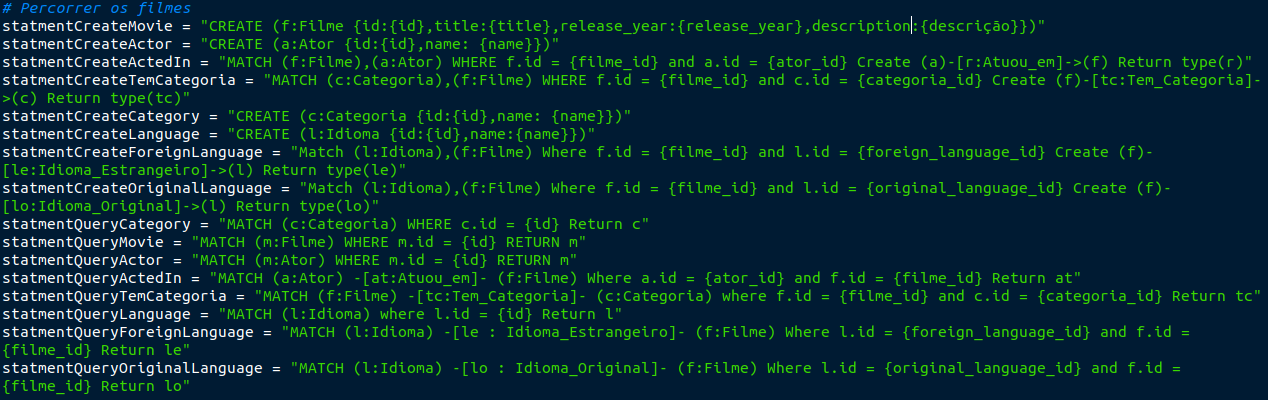 # Percorrer os filmes
statmentCreateMovie = "CREATE (f:Filme {id:{id},title:{title},release_year:{release_year},description:{descrição}})"
statmentCreateActor = "CREATE (a:Ator {id:{id},name: {name}})"
statmentCreateActedIn = "MATCH (f:Filme),(a:Ator) WHERE f.id = {filme_id} and a.id = {ator_id} Create (a)-[r:Atuou_em]->(f) Return type(r)"
statmentCreateTemCategoria = "MATCH (c:Categoria),(f:Filme) WHERE f.id = {filme_id} and c.id = {categoria_id} Create (f)-[tc:Tem_Categoria]-
>(c) Return type(tc)"
statmentCreateCategory = "CREATE (c:Categoria {id:{id},name: {name}})"
statmentCreateLanguage = "CREATE (l:Idioma {id:{id},name:{name}})"
statmentCreateForeignLanguage = "Match (l:Idioma),(f:Filme) Where f.id = {filme_id} and l.id = {foreign_language_id} Create (f)-
[le:Idioma_Estrangeiro]->(l) Return type(le)"
statmentCreateOriginalLanguage = "Match (l:Idioma),(f:Filme) Where f.id = {filme_id} and l.id = {original_language_id} Create (f)-
[lo:Idioma_Original]->(l) Return type(lo)"
statmentQueryCategory = "MATCH (c:Categoria) WHERE c.id = {id} Return c"
statmentQueryMovie = "MATCH (m:Filme) WHERE m.id = {id} RETURN m"
statmentQueryActor = "MATCH (m:Ator) WHERE m.id = {id} RETURN m"
statmentQueryActedIn = "MATCH (a:Ator) -[at:Atuou_em]- (f:Filme) Where a.id = {ator_id} and f.id = {filme_id} Return at"
statmentQueryTemCategoria = "MATCH (f:Filme) -[tc:Tem_Categoria]- (c:Categoria) where f.id = {filme_id} and c.id = {categoria_id} Return tc"
statmentQueryLanguage = "MATCH (l:Idioma) where l.id = {id} Return l"
statmentQueryForeignLanguage = "MATCH (l:Idioma) -[le : Idioma_Estrangeiro]- (f:Filme) Where l.id = {foreign_language_id} and f.id =
{filme_id} Return le"
statmentQueryOriginalLanguage = "MATCH (l:Idioma) -[lo : Idioma_Original]- (f:Filme) Where l.id = {original_language_id} and f.id =
{filme_id} Return lo"